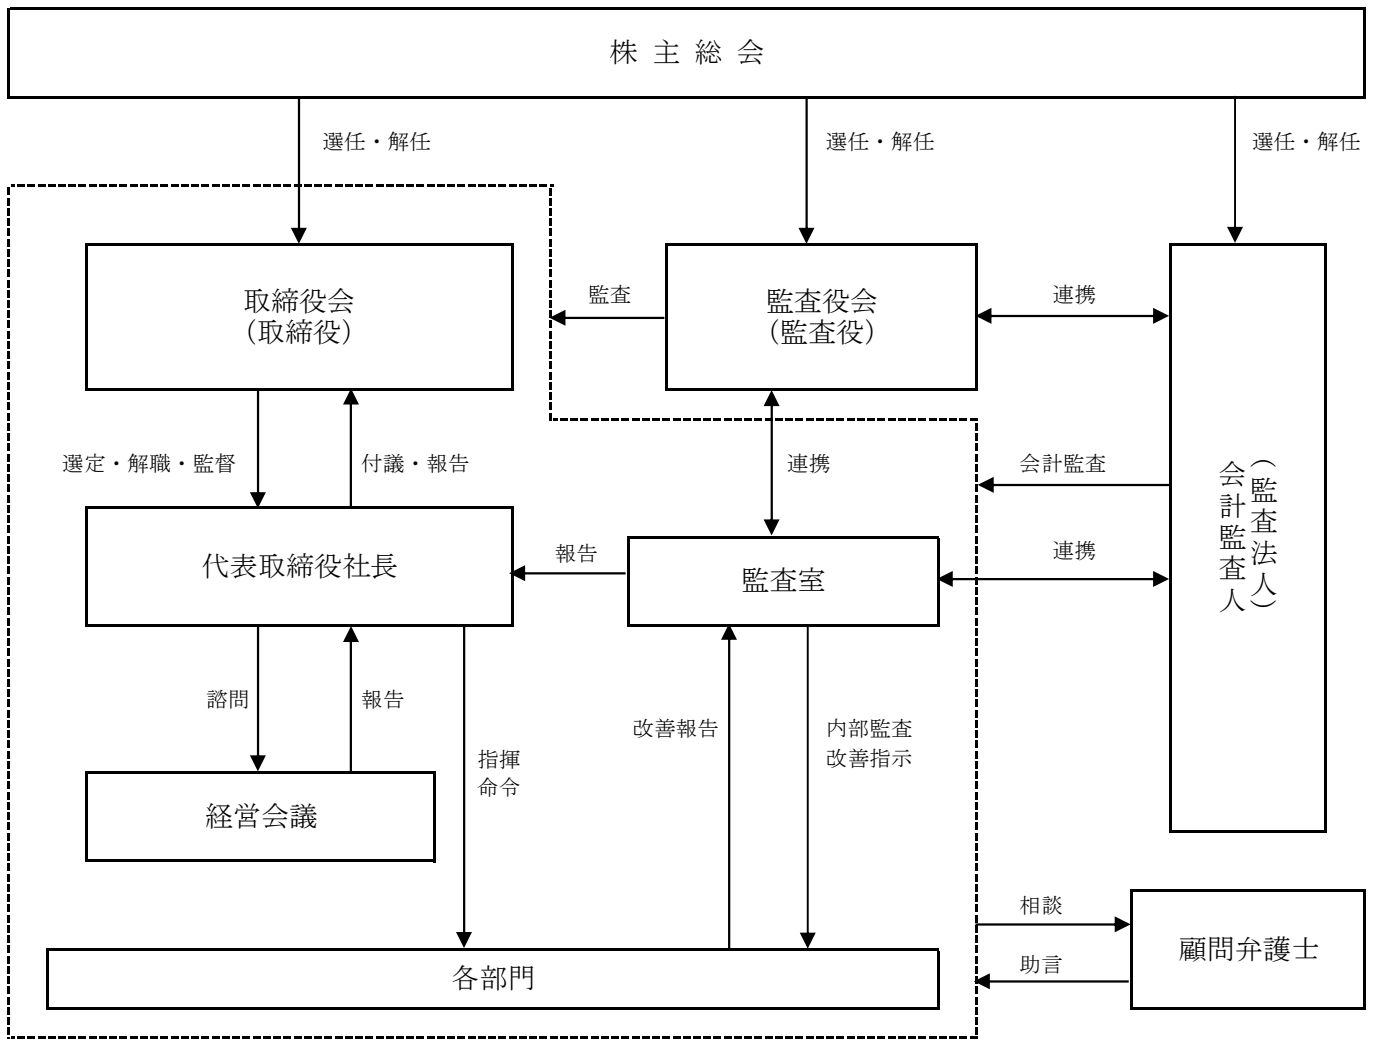 株主総会
選任・解任
選任・解任
選任・解任
取締役会
（取締役）
監査
監査役会
（監査役）
連携
選定・解職・監督
付議・報告
連携
会計監査
（監査法人）
会計監査人
代表取締役社長
報告
監査室
連携
諮問
報告
指揮
命令
改善報告
内部監査
改善指示
経営会議
相談
顧問弁護士
助言
各部門